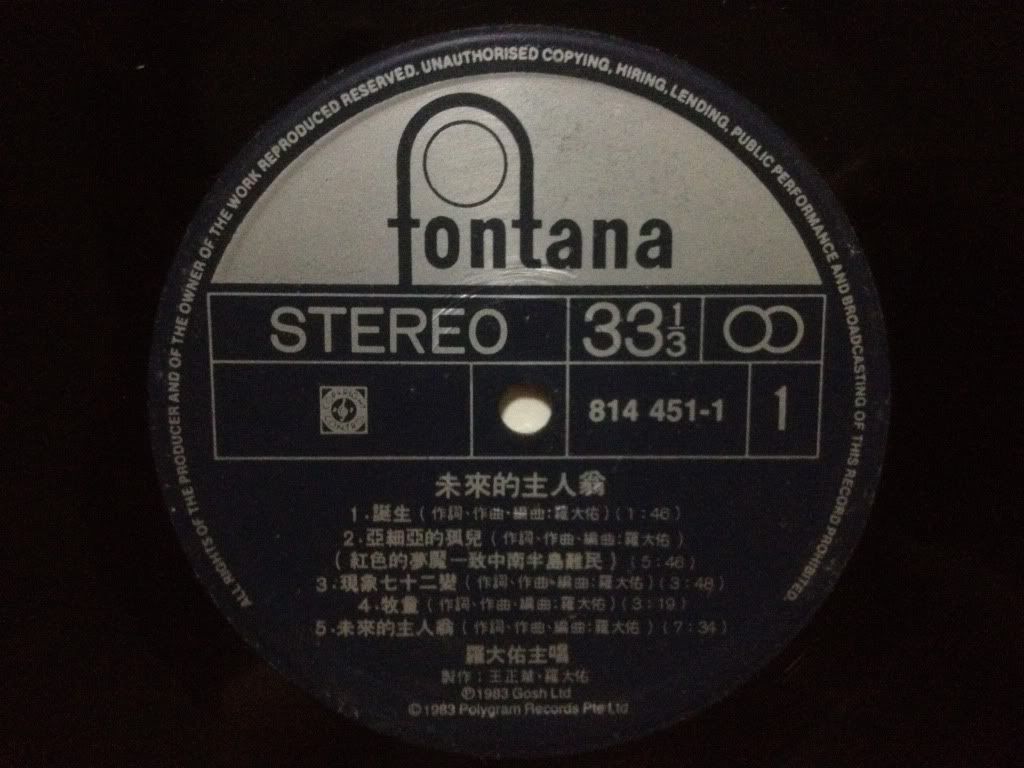 ALL RIGHTS OF THE PRODUCER AND OF THE OWNER OF THE WORK REPRODUCED RESERVED. UNAUTHORISED COPYING, HIRING, LENDING, PUBLIC PERFORMANCE AND BROADCASTING OF THIS RECORD PROHIBITED.
fontana
STEREO 33 1/3
814 451-1 1
未來的主人翁
1.誕生(作詞、作曲、編曲:羅大佑)(1:46)
2.亞細亞的孤兒(作詞、作曲、編曲:羅大佑)
(紅色的夢魘—致中南半島難民)(5:46)
3.現象七十二變(作詞、作曲、編曲:羅大佑)(3:48)
4.牧童(作詞、作曲、編曲:羅大佑)(3:19)
5.未來的主人翁(作詞、作曲、編曲:羅大佑)(7:34)
羅大佑主唱
製作:王正華、羅大佑
℗1983 Gosh Ltd
©1983 Polygram Records Pte Ltd